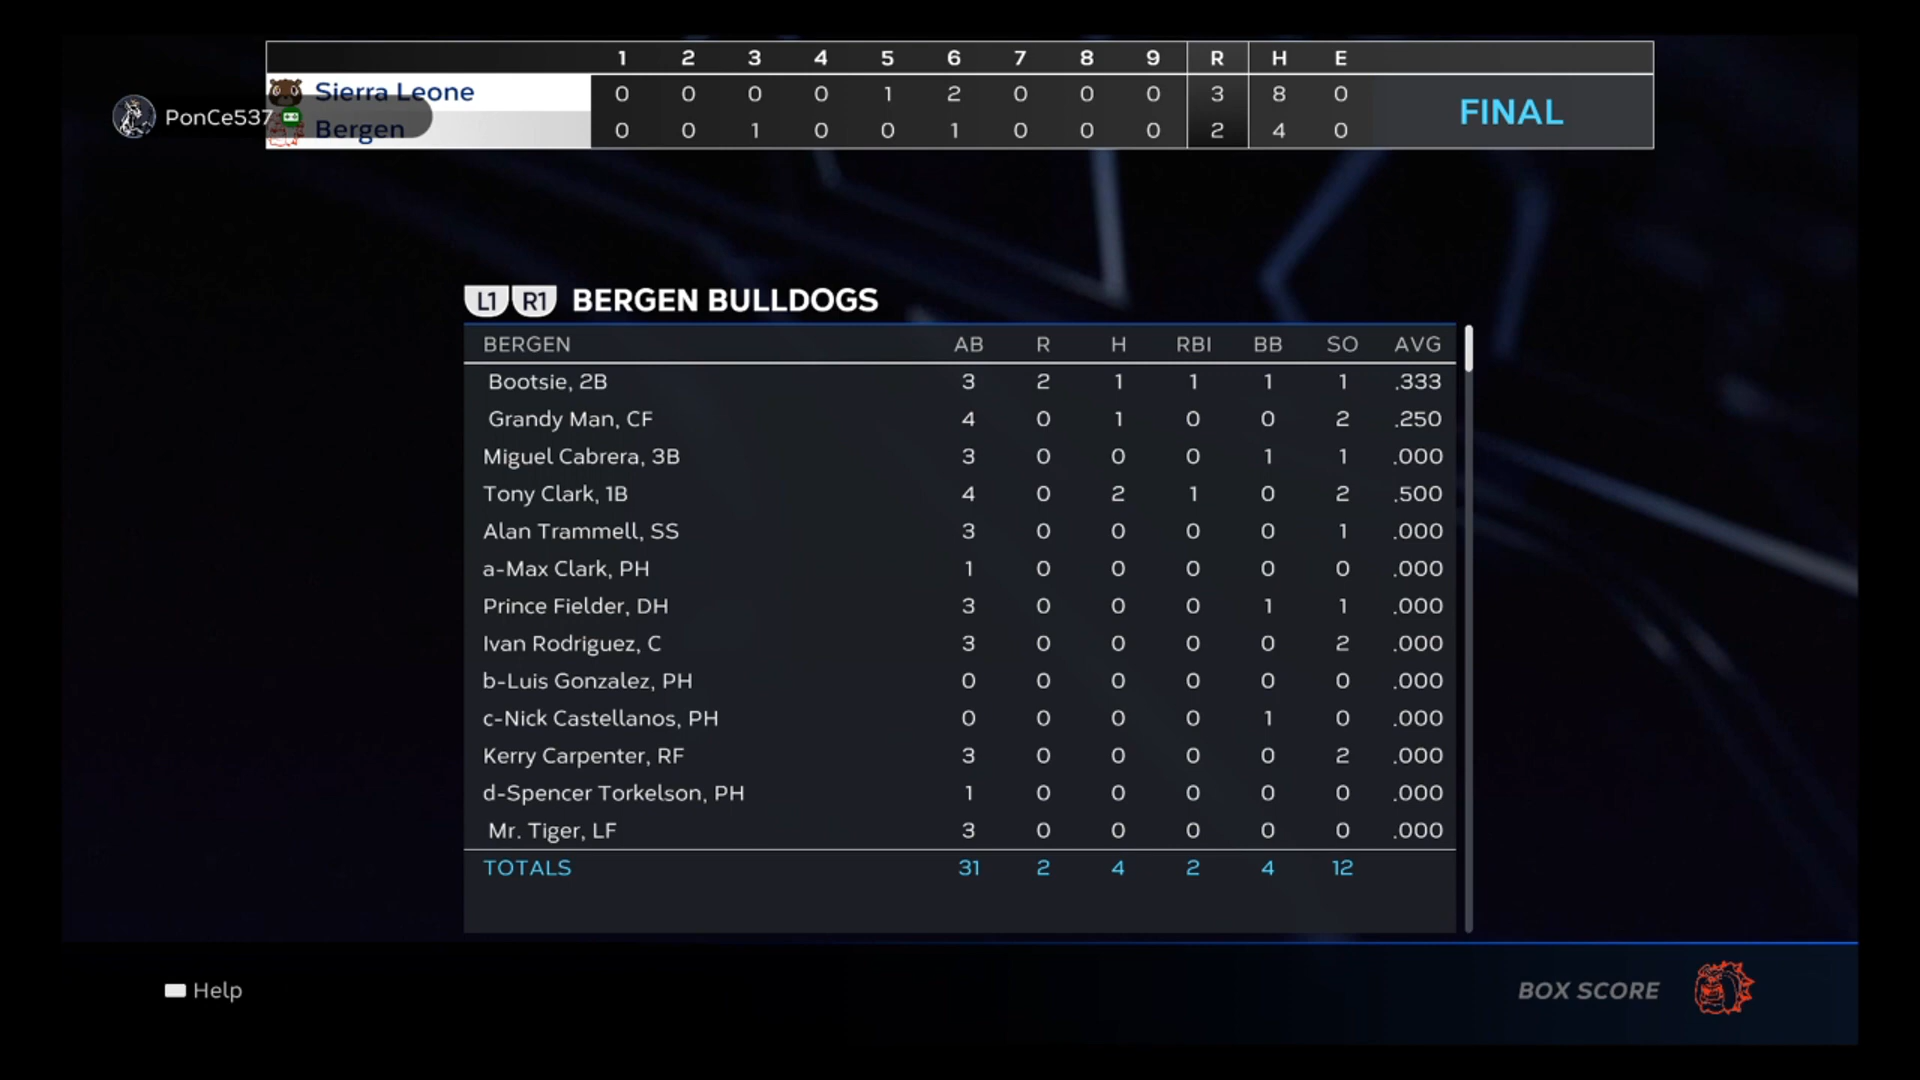 1 2 3 4 5 6 7 8 9 R H E
Sierra Leone 0 0 0 0 1 2 0 0 0 3 8 0
PonCe537
Bergen 0 0 1 0 0 1 0 0 0 2 4 0
FINAL
L1 R1 BERGEN BULLDOGS
BERGEN AB R H RBI BB SO AVG
Bootsie, 2B 3 2 1 1 1 1 .333
Grandy Man, CF 4 0 1 0 0 2 .250
Miguel Cabrera, 3B 3 0 0 0 1 1 .000
Tony Clark, 1B 4 0 2 1 0 2 .500
Alan Trammell, SS 3 0 0 0 0 1 .000
a-Max Clark, PH 1 0 0 0 0 0 .000
Prince Fielder, DH 3 0 0 0 1 1 .000
Ivan Rodriguez, C 3 0 0 0 0 2 .000
b-Luis Gonzalez, PH 0 0 0 0 0 0 .000
c-Nick Castellanos, PH 0 0 0 0 1 0 .000
Kerry Carpenter, RF 3 0 0 0 0 2 .000
d-Spencer Torkelson, PH 1 0 0 0 0 0 .000
Mr. Tiger, LF 3 0 0 0 0 0 .000
TOTALS 31 2 4 2 4 12
Help
BOX SCORE